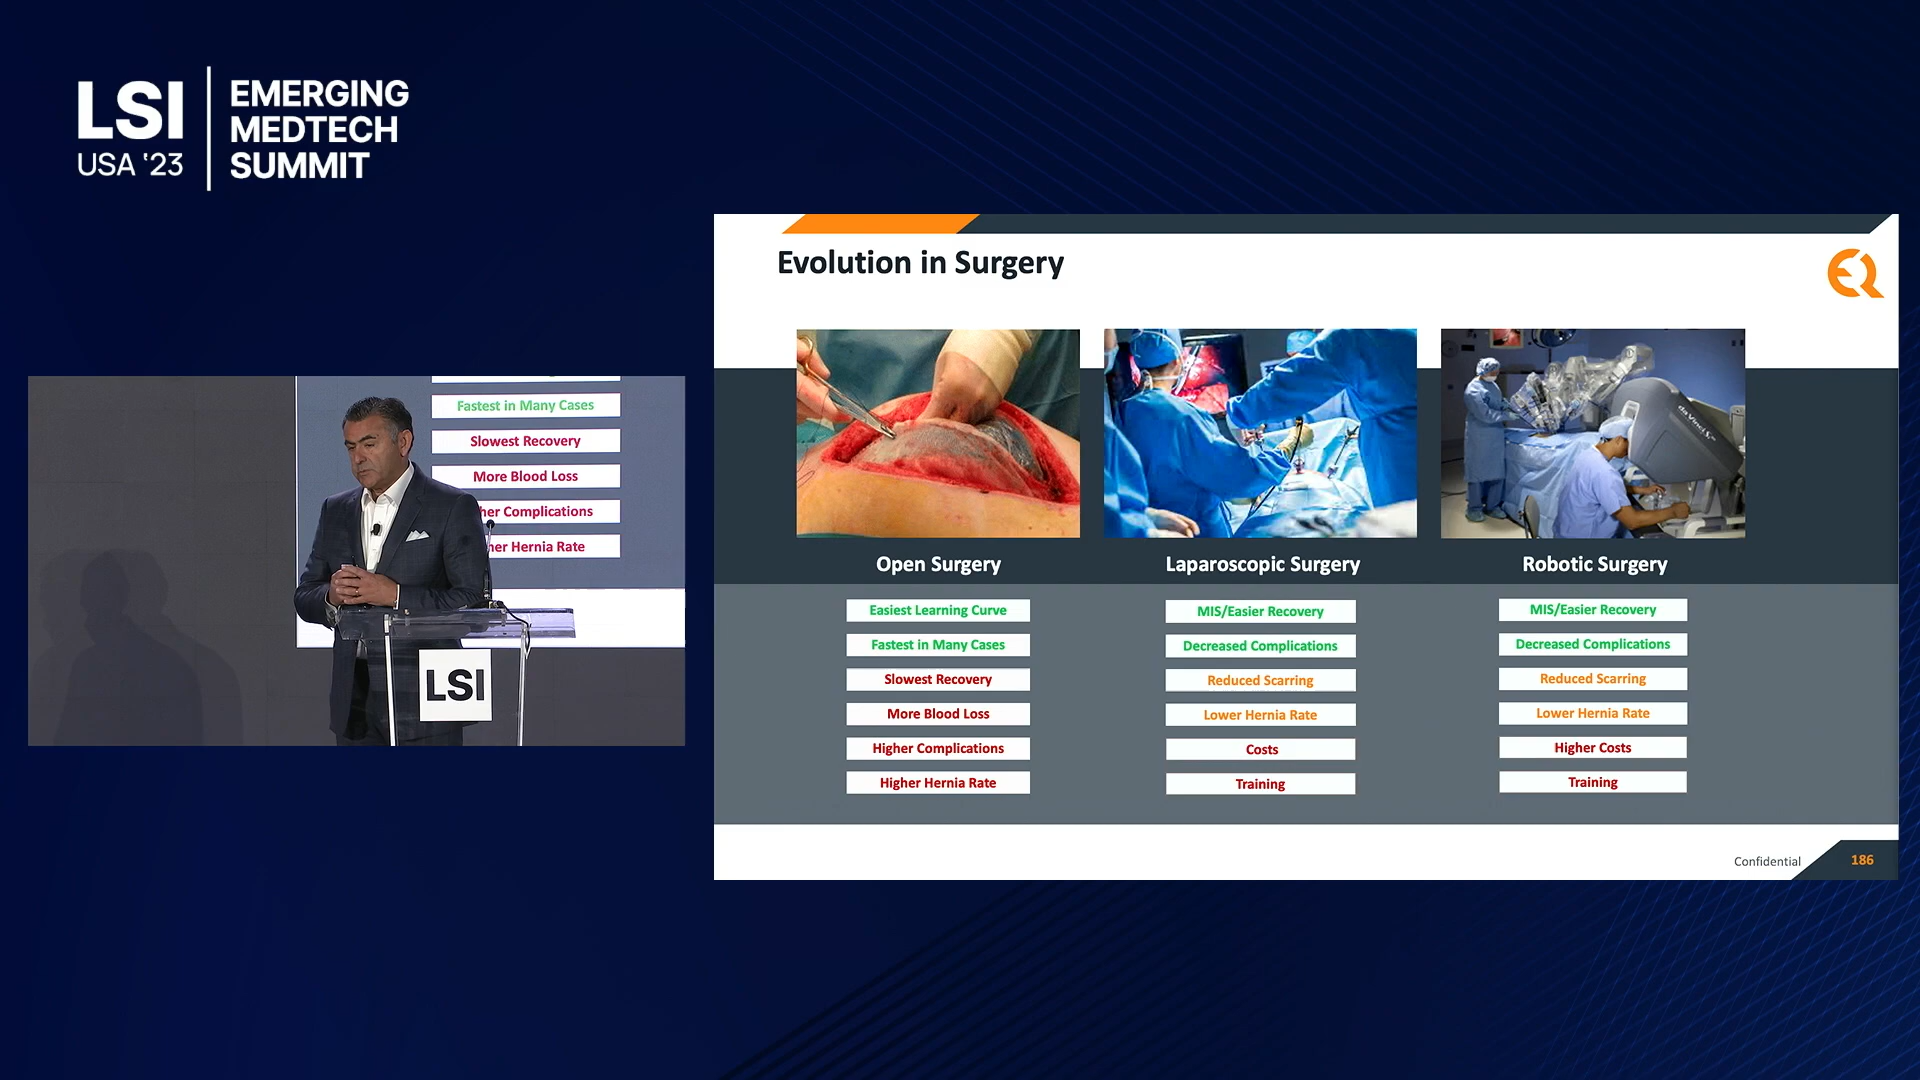 LSI
USA '23
EMERGING
MEDTECH
SUMMIT
Fastest in Many Cases
Slowest Recovery
More Blood Loss
her Complications
her Hernia Rate
LSI
Evolution in Surgery
EQ
da Vinci
Open Surgery
Easiest Learning Curve
Fastest in Many Cases
Slowest Recovery
More Blood Loss
Higher Complications
Higher Hernia Rate
Laparoscopic Surgery
MIS/Easier Recovery
Decreased Complications
Reduced Scarring
Lower Hernia Rate
Costs
Training
Robotic Surgery
MIS/Easier Recovery
Decreased Complications
Reduced Scarring
Lower Hernia Rate
Higher Costs
Training
Confidential
186